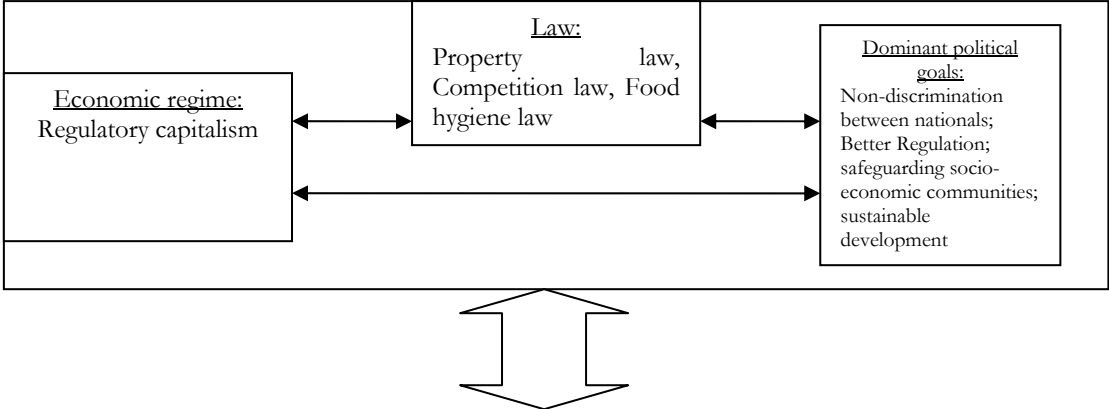 Law:
Property law,
Competition law, Food
hygiene law
Economic regime:
Regulatory capitalism
Dominant political
goals:
Non-discrimination
between nationals;
Better Regulation;
safeguarding socio-
economic communities;
sustainable
development